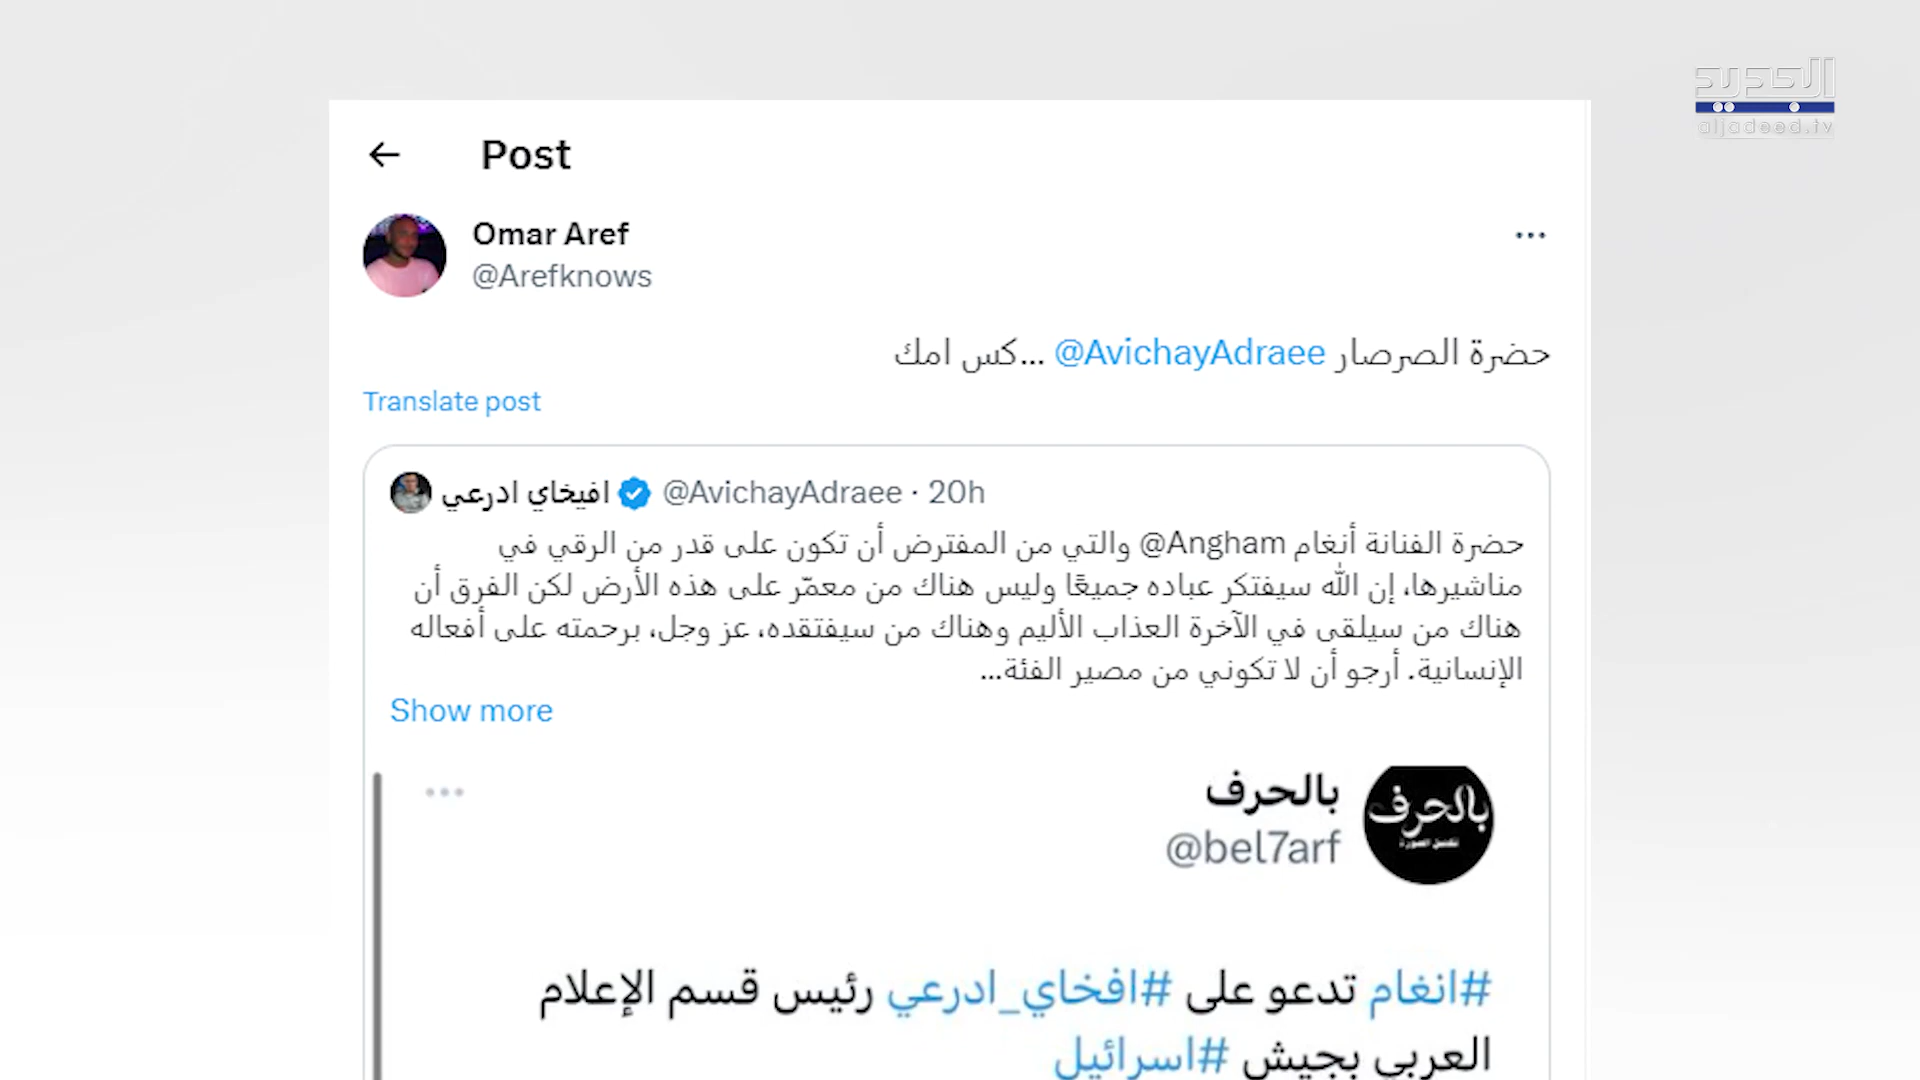 الجديد
aljadeed.tv
Post
Omar Aref
@Arefknows
حضرة الصرصار @AvichayAdraee ...كس امك
Translate post
افيخاي ادرعي @AvichayAdraee · 20h
حضرة الفنانة أنغام @Angham والتي من المفترض أن تكون على قدر من الرقي في
مناشيرها، إن الله سيفتكر عباده جميعًا وليس هناك من معمّر على هذه الأرض لكن الفرق أن
هناك من سيلقى في الآخرة العذاب الأليم وهناك من سيفتقده، عز وجل، برحمته على أفعاله
الإنسانية. أرجو أن لا تكوني من مصير الفئة...
Show more
بالحرف
@bel7arf
بالحرف
تكتمل الصورة
#انغام تدعو على #افخاي_ادرعي رئيس قسم الإعلام
العربي بجيش #اسرائيل